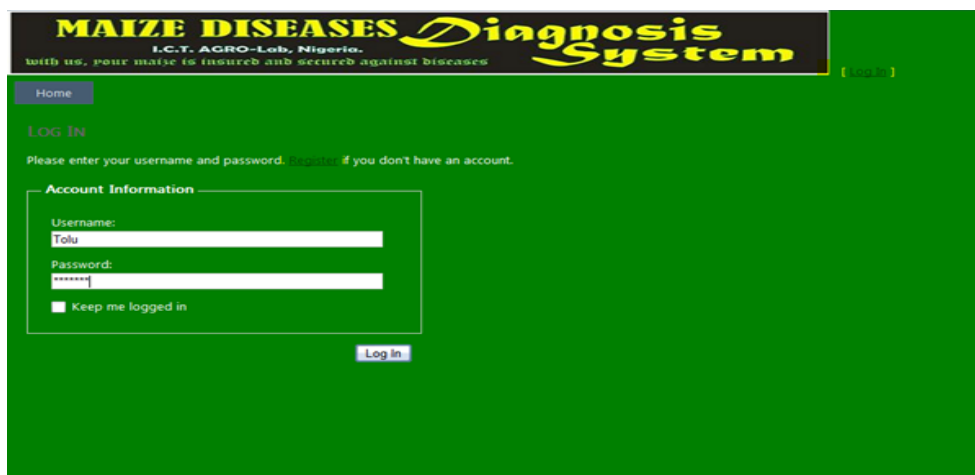 MAIZE DISEASES Diagnosis System
I.C.T. AGRO-Lab, Nigeria.
with us, your maize is insured and secured against diseases
[ Log In ]
Home
LOG IN
Please enter your username and password. Register if you don't have an account.
Account Information
Username:
Tolu
Password:
*******
Keep me logged in
Log In